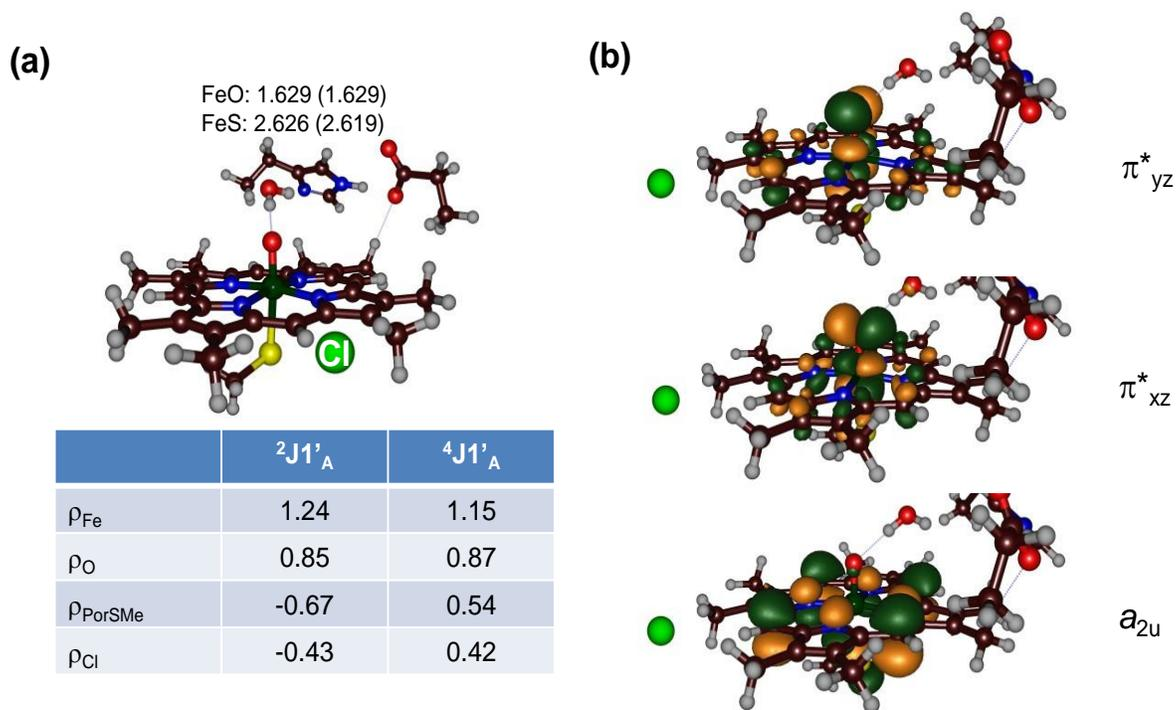 (a)
FeO: 1.629 (1.629)
FeS: 2.626 (2.619)
Cl
²J1’A ⁴J1’A
ρFe 1.24 1.15
ρO 0.85 0.87
ρPorSMe -0.67 0.54
ρCl -0.43 0.42
(b)
π*yz
π*xz
a2u